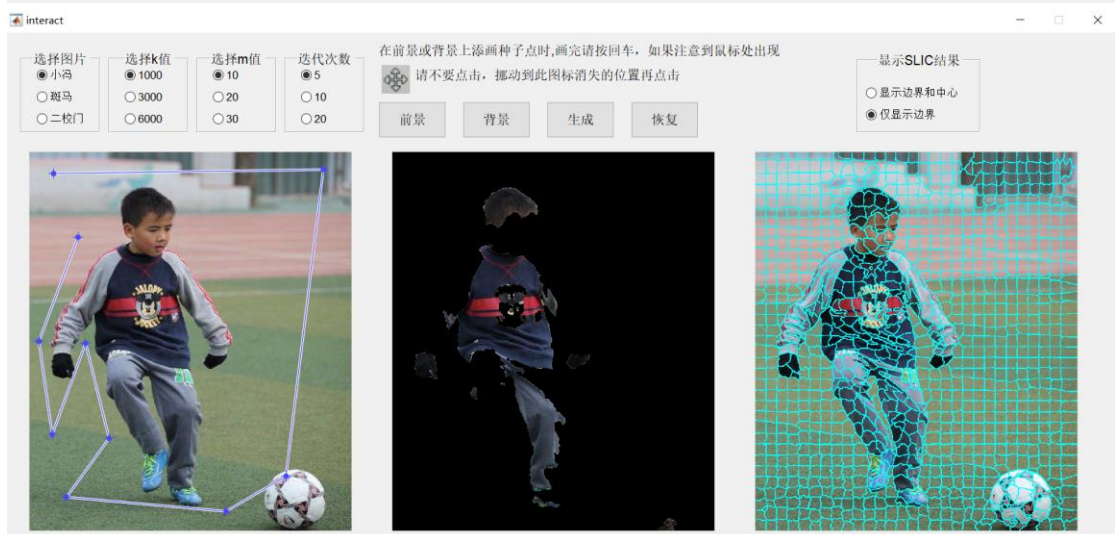 interact
选择图片
小冯
斑马
二校门
选择k值
1000
3000
6000
选择m值
10
20
30
迭代次数
5
10
20
在前景或背景上添画种子点时,画完请按回车，如果注意到鼠标处出现
请不要点击，挪动到此图标消失的位置再点击
前景
背景
生成
恢复
显示SLIC结果
显示边界和中心
仅显示边界
JALOPY